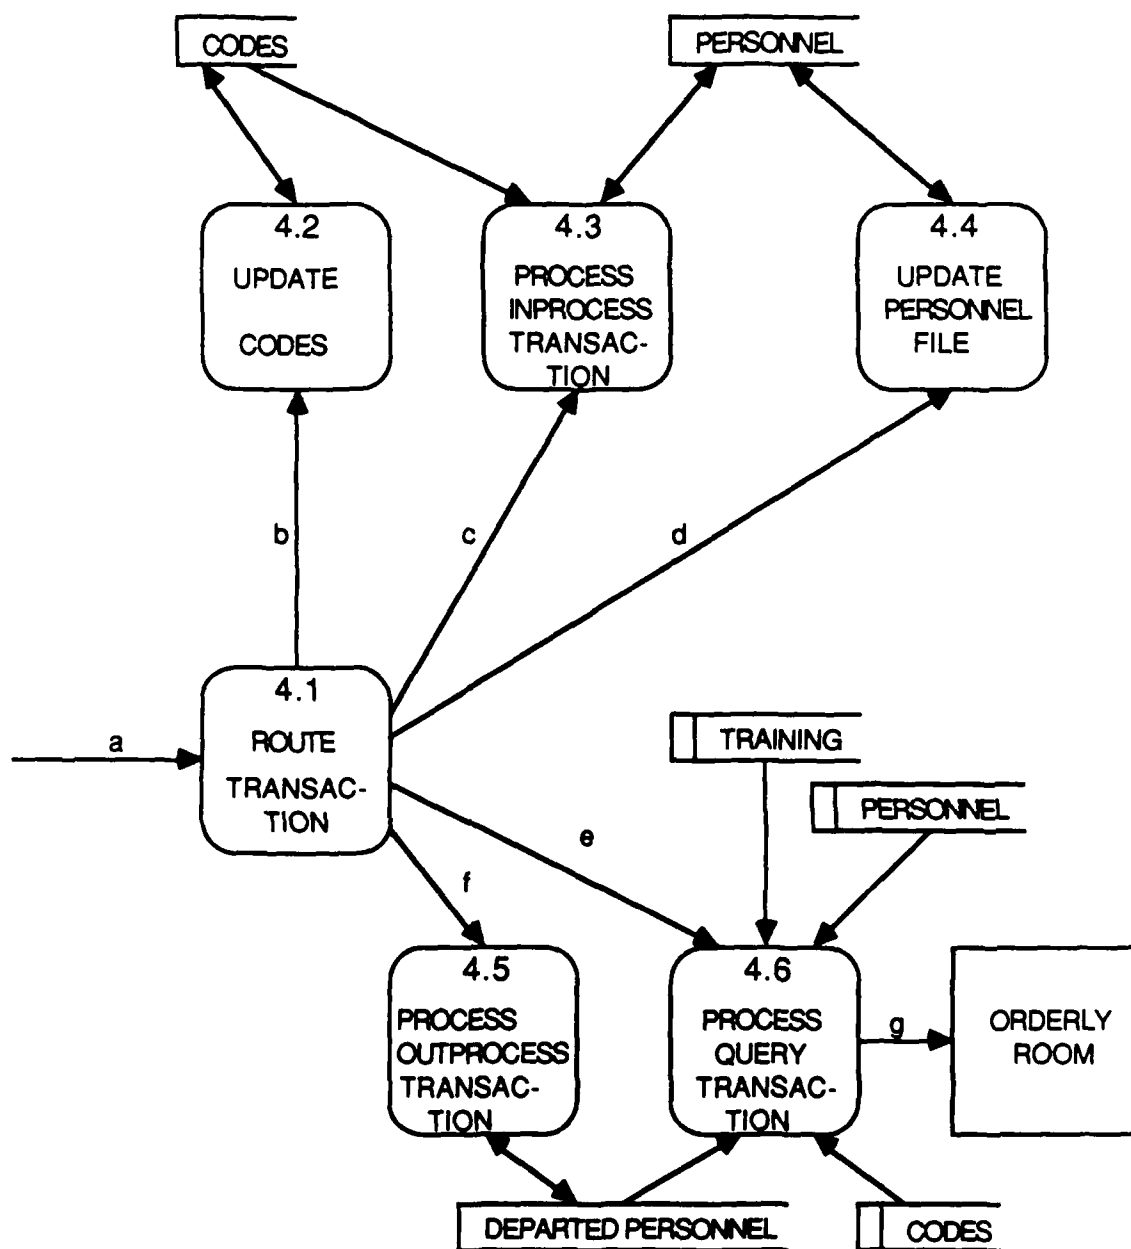 CODES
PERSONNEL
4.2
UPDATE
CODES
4.3
PROCESS
INPROCESS
TRANSAC-
TION
4.4
UPDATE
PERSONNEL
FILE
b
c
d
4.1
ROUTE
TRANSAC-
TION
a
TRAINING
PERSONNEL
e
f
4.5
PROCESS
OUTPROCESS
TRANSAC-
TION
4.6
PROCESS
QUERY
TRANSAC-
TION
g
ORDERLY
ROOM
DEPARTED PERSONNEL
CODES